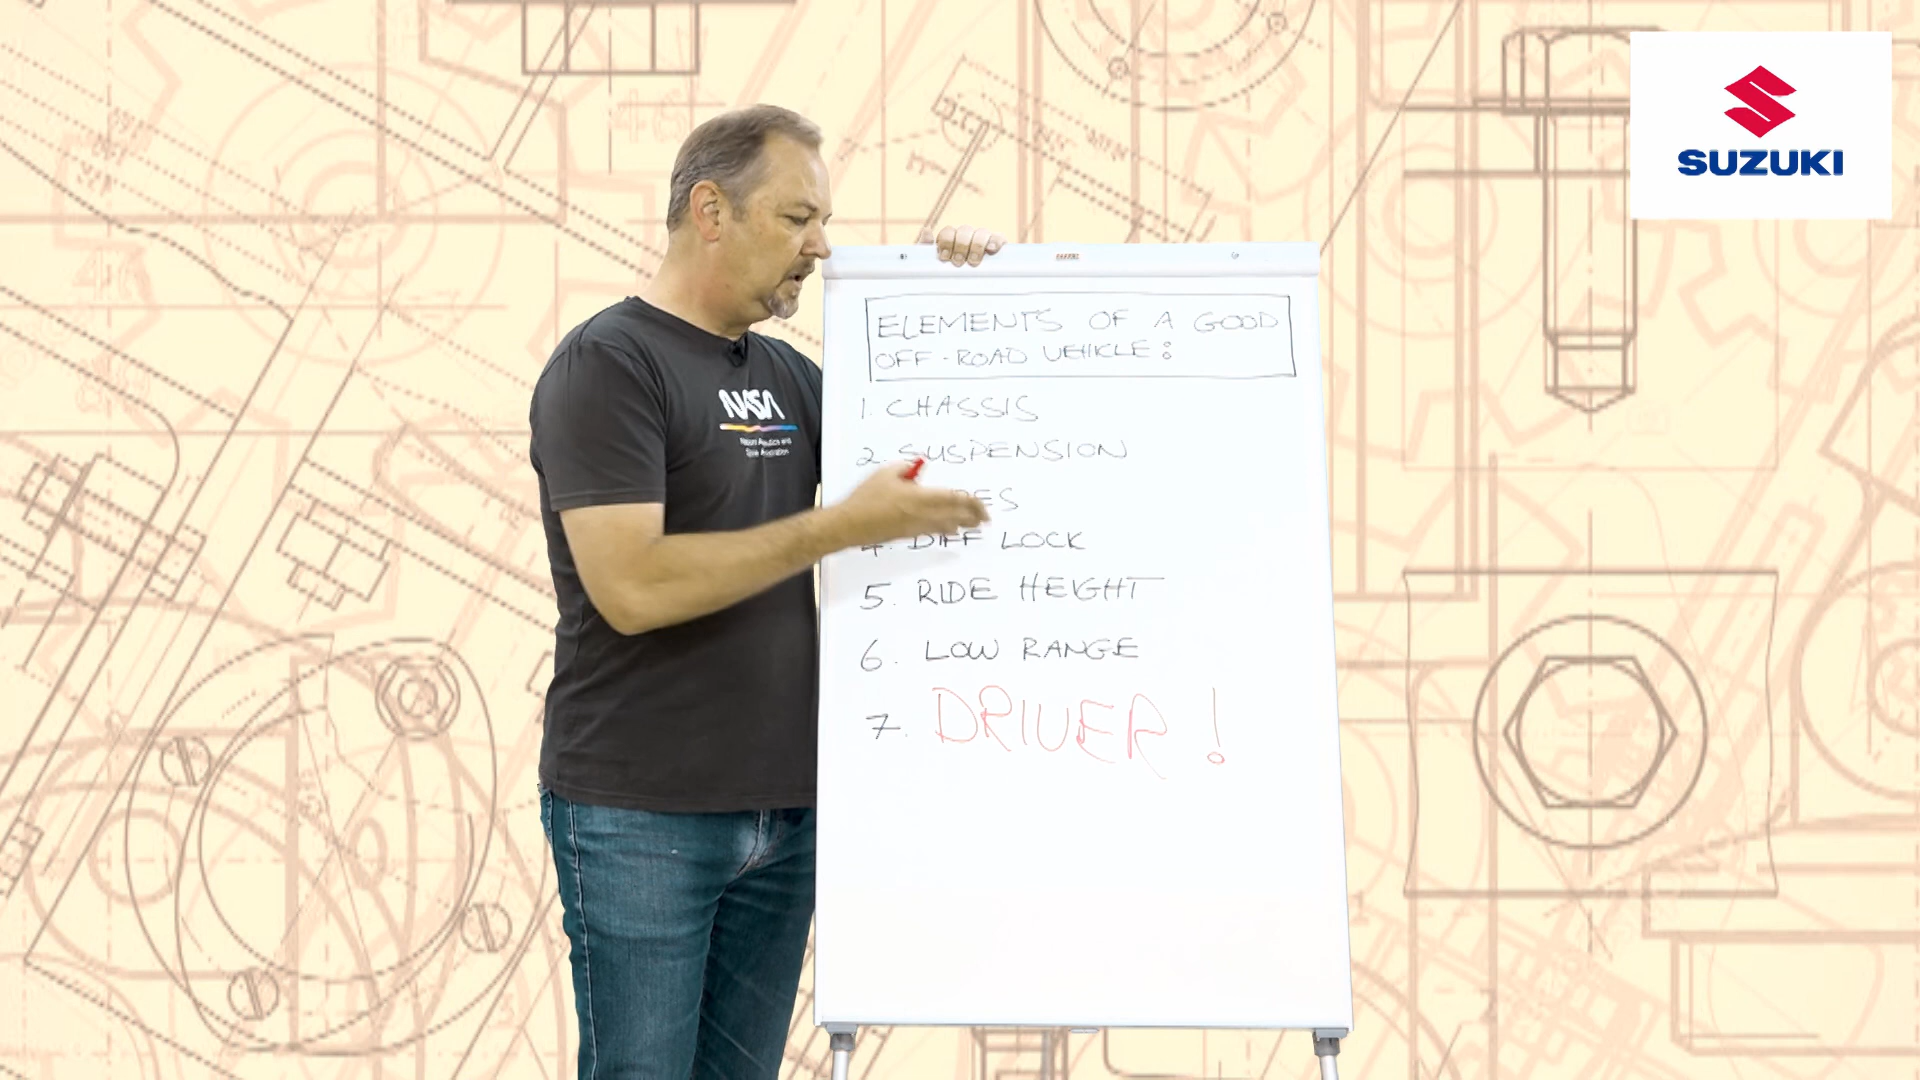 SUZUKI
NASA
ELEMENTS OF A GOOD
OFF-ROAD VEHICLE:
1. CHASSIS
2. SUSPENSION
4. DIFF LOCK
5. RIDE HEIGHT
6. LOW RANGE
7. DRIVER!